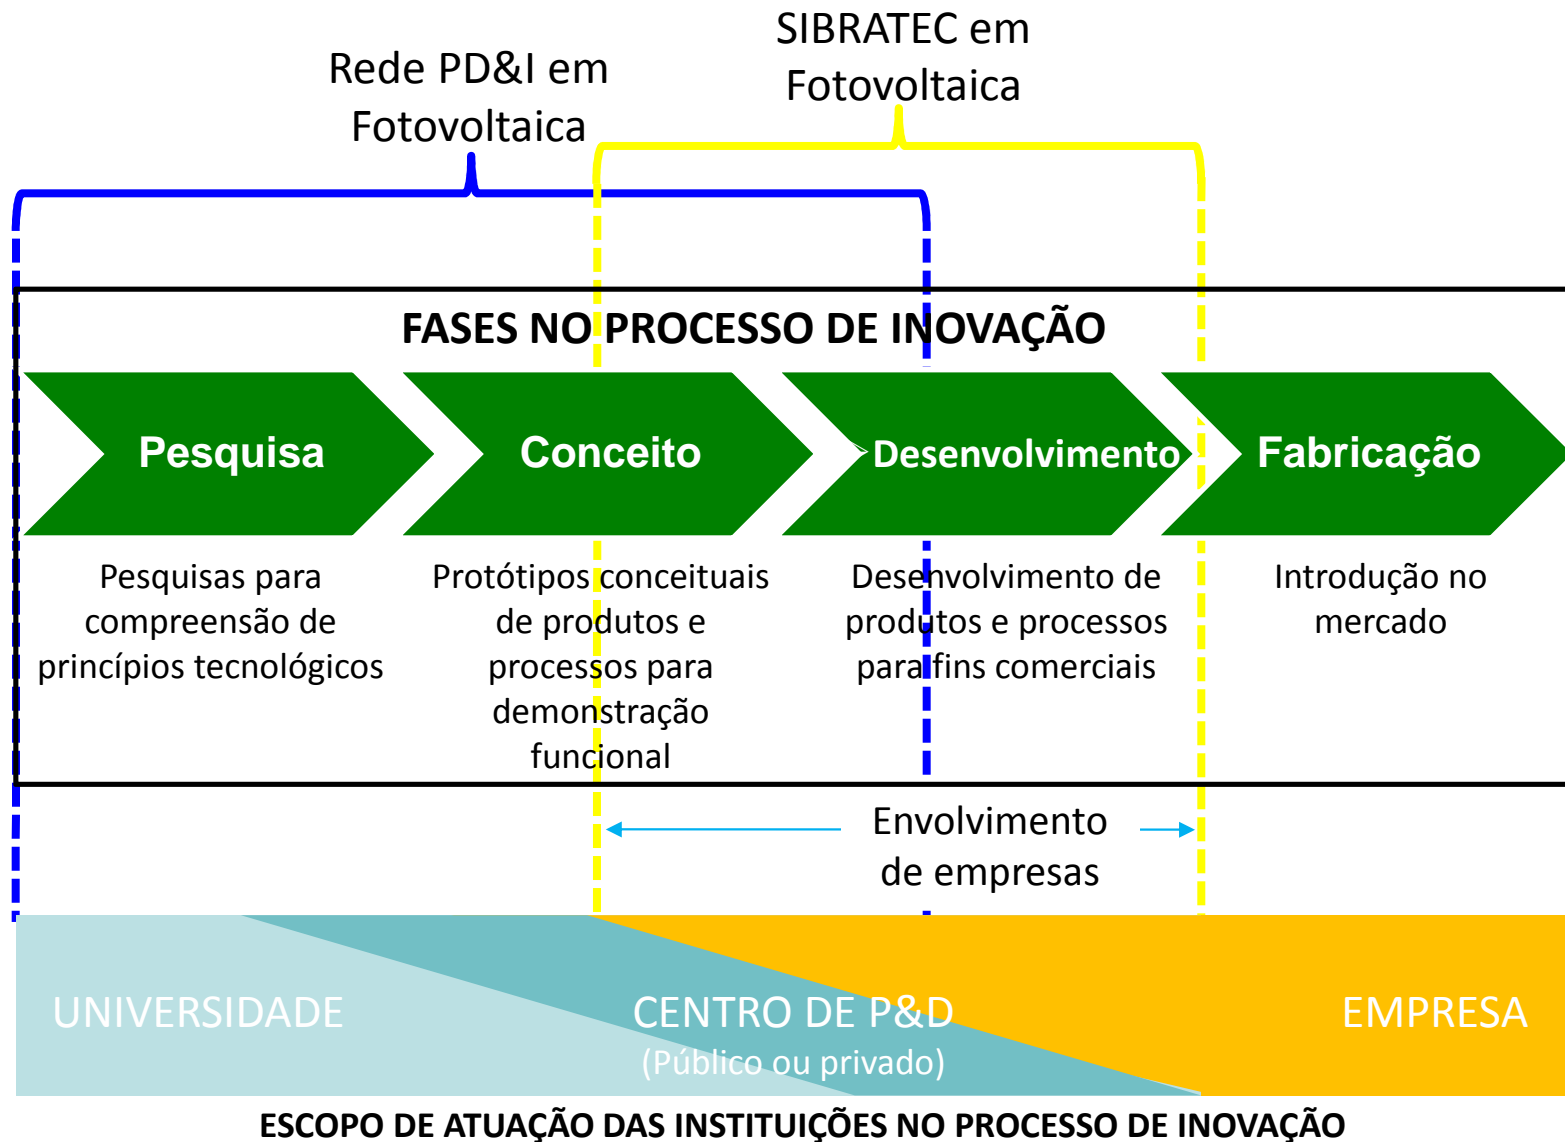 SIBRATEC em
Fotovoltaica
Rede PD&I em
Fotovoltaica
FASES NO PROCESSO DE INOVAÇÃO
Pesquisa
Conceito
Desenvolvimento
Fabricação
Pesquisas para
compreensão de
princípios tecnológicos
Protótipos conceituais
de produtos e
processos para
demonstração
funcional
Desenvolvimento de
produtos e processos
para fins comerciais
Introdução no
mercado
Envolvimento
de empresas
UNIVERSIDADE
CENTRO DE P&D
(Público ou privado)
EMPRESA
ESCOPO DE ATUAÇÃO DAS INSTITUIÇÕES NO PROCESSO DE INOVAÇÃO